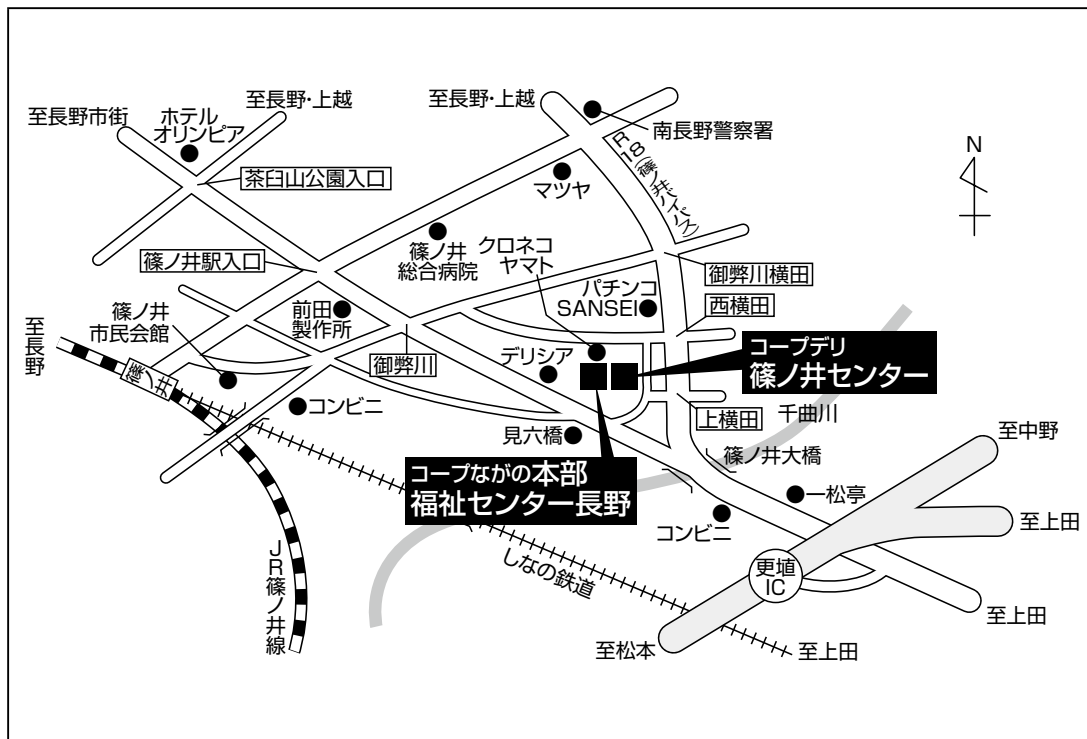 至長野市街
ホテル
オリンピア
至長野・上越
至長野・上越
南長野警察署
R18(篠ノ井バイパス)
N
茶臼山公園入口
マツヤ
篠ノ井駅入口
篠ノ井
総合病院
クロネコ
ヤマト
御弊川横田
パチンコ
SANSEI
西横田
至長野
篠ノ井
市民会館
前田
製作所
御弊川
デリシア
コープデリ
篠ノ井センター
篠ノ井
コンビニ
見六橋
上横田
千曲川
至中野
コープながの本部
福祉センター長野
篠ノ井大橋
一松亭
コンビニ
至上田
しなの鉄道
更埴
IC
JR篠ノ井線
至上田
至松本
至上田